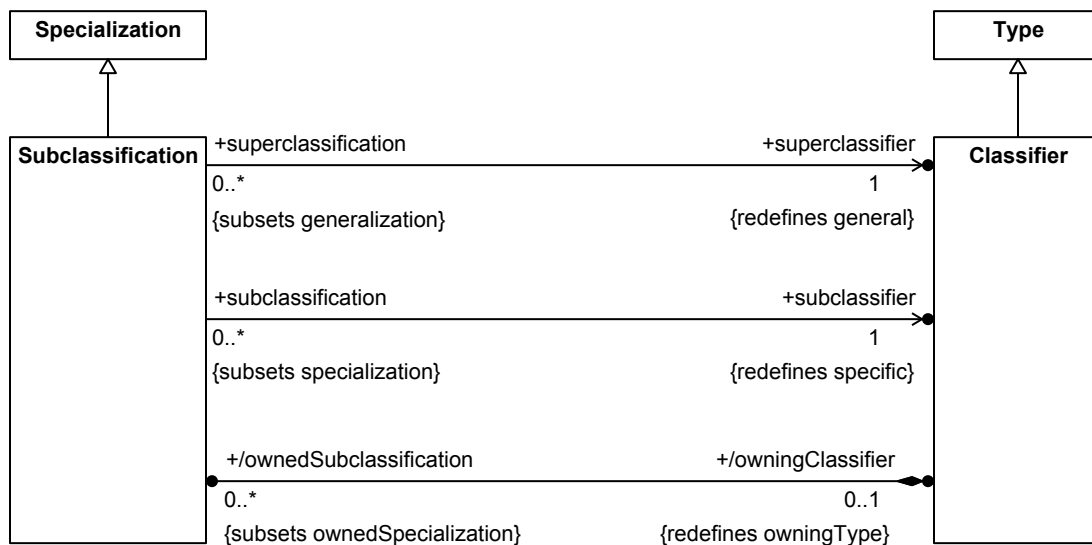 Specialization
Type
Subclassification
Classifier
+superclassification
+superclassifier
0..*
1
{subsets generalization}
{redefines general}
+subclassification
+subclassifier
0..*
1
{subsets specialization}
{redefines specific}
+/ownedSubclassification
+/owningClassifier
0..*
0..1
{subsets ownedSpecialization}
{redefines owningType}